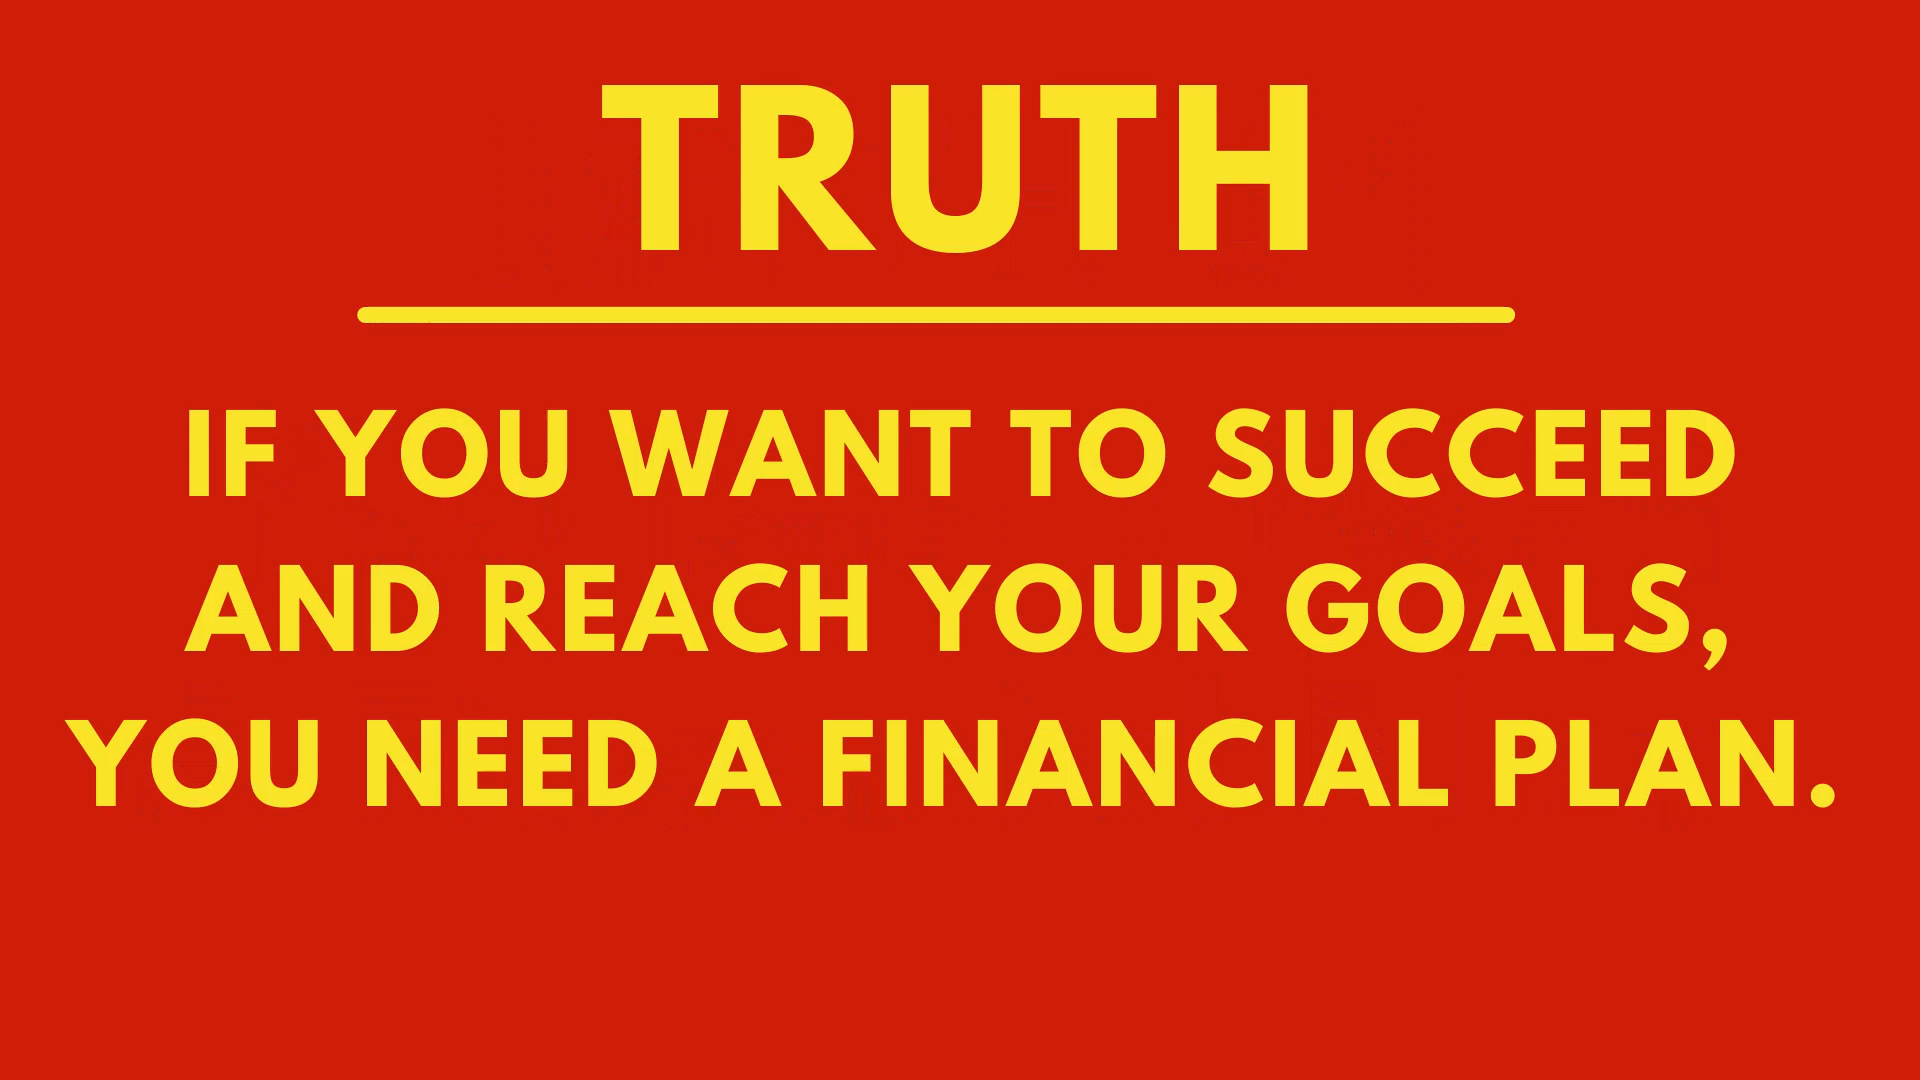 TRUTH
IF YOU WANT TO SUCCEED
AND REACH YOUR GOALS,
YOU NEED A FINANCIAL PLAN.